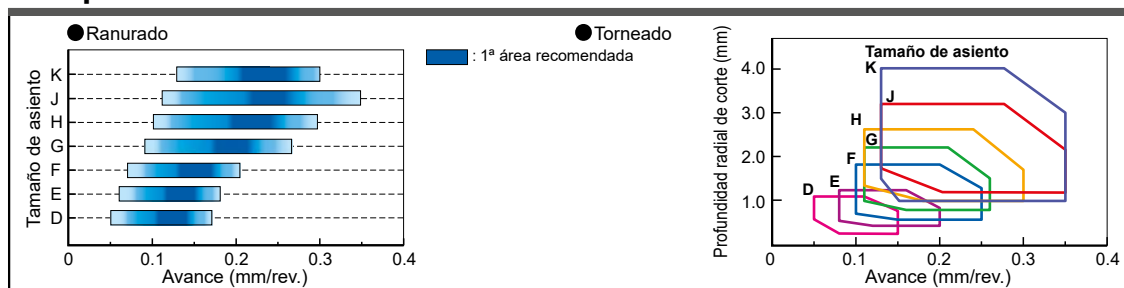 Ranurado
: 1ª área recomendada
Tamaño de asiento
K
J
H
G
F
E
D
0
0.1
0.2
0.3
0.4
Avance (mm/rev.)
Torneado
Profundidad radial de corte (mm)
Tamaño de asiento
4.0
3.0
2.0
1.0
K
J
H
G
F
E
D
0
0.1
0.2
0.3
0.4
Avance (mm/rev.)